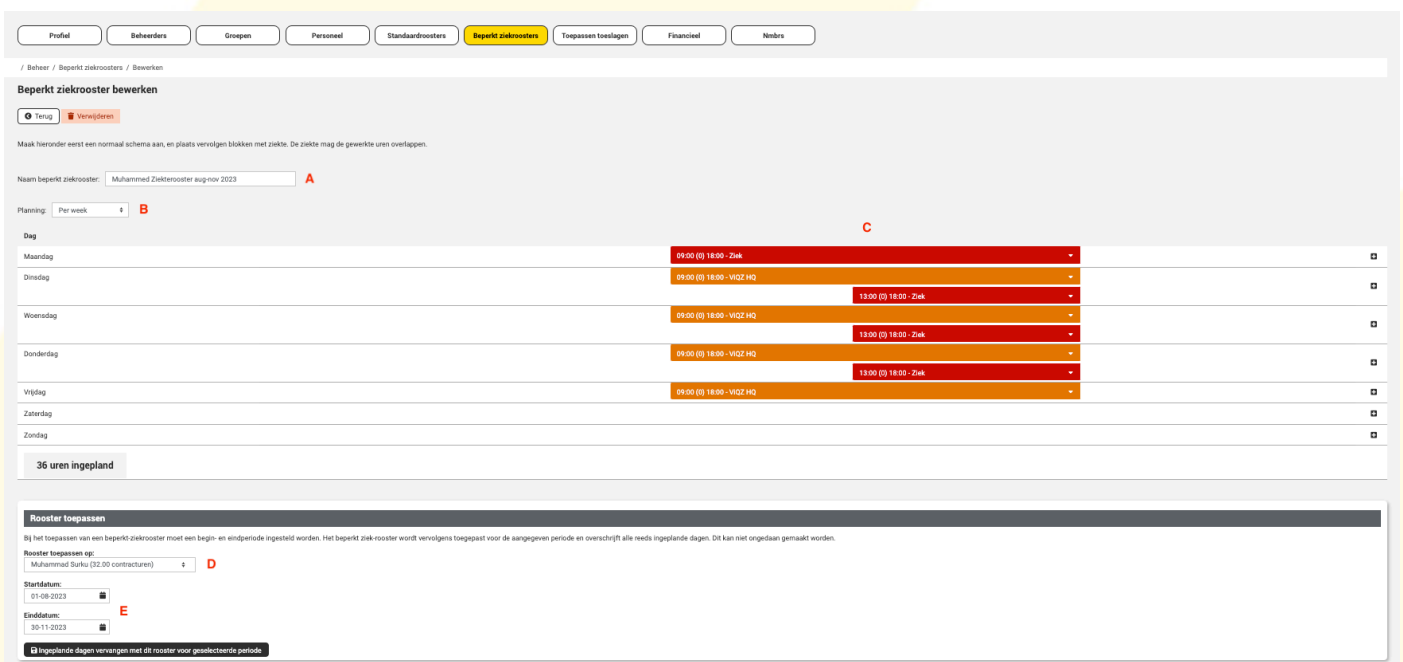 Profiel Beheerders Groepen Personeel Standaardroosters Beperkt ziekroosters Toepassen toeslagen Financieel Nmbrs
/ Beheer / Beperkt ziekroosters / Bewerken
Beperkt ziekrooster bewerken
Terug Verwijderen
Maak hieronder eerst een normaal schema aan, en plaats vervolgen blokken met ziekte. De ziekte mag de gewerkte uren overlappen.
Naam beperkt ziekrooster: Muhammed Ziekterooster aug-nov 2023 A
Planning: Per week B
C
Dag
Maandag 09:00 (0) 18:00 - Ziek
Dinsdag 09:00 (0) 18:00 - ViQZ HQ
13:00 (0) 18:00 - Ziek
Woensdag 09:00 (0) 18:00 - ViQZ HQ
13:00 (0) 18:00 - Ziek
Donderdag 09:00 (0) 18:00 - ViQZ HQ
13:00 (0) 18:00 - Ziek
Vrijdag 09:00 (0) 18:00 - ViQZ HQ
Zaterdag
Zondag
36 uren ingepland
Rooster toepassen
Bij het toepassen van een beperkt-ziekrooster moet een begin- en eindperiode ingesteld worden. Het beperkt ziek-rooster wordt vervolgens toegepast voor de aangegeven periode en overschrijft alle reeds ingeplande dagen. Dit kan niet ongedaan gemaakt worden.
Rooster toepassen op:
Muhammad Surku (32,00 contracturen) D
Startdatum:
01-08-2023
E
Einddatum:
30-11-2023
Ingeplande dagen vervangen met dit rooster voor geselecteerde periode